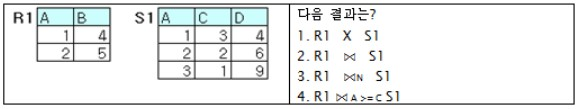 R1 A B
1 4
2 5
S1 A C D
1 3 4
2 2 6
3 1 9
다음 결과는?
1. R1 X S1
2. R1 ⋈ S1
3. R1 ⋈N S1
4. R1 ⋈ A >= C S1